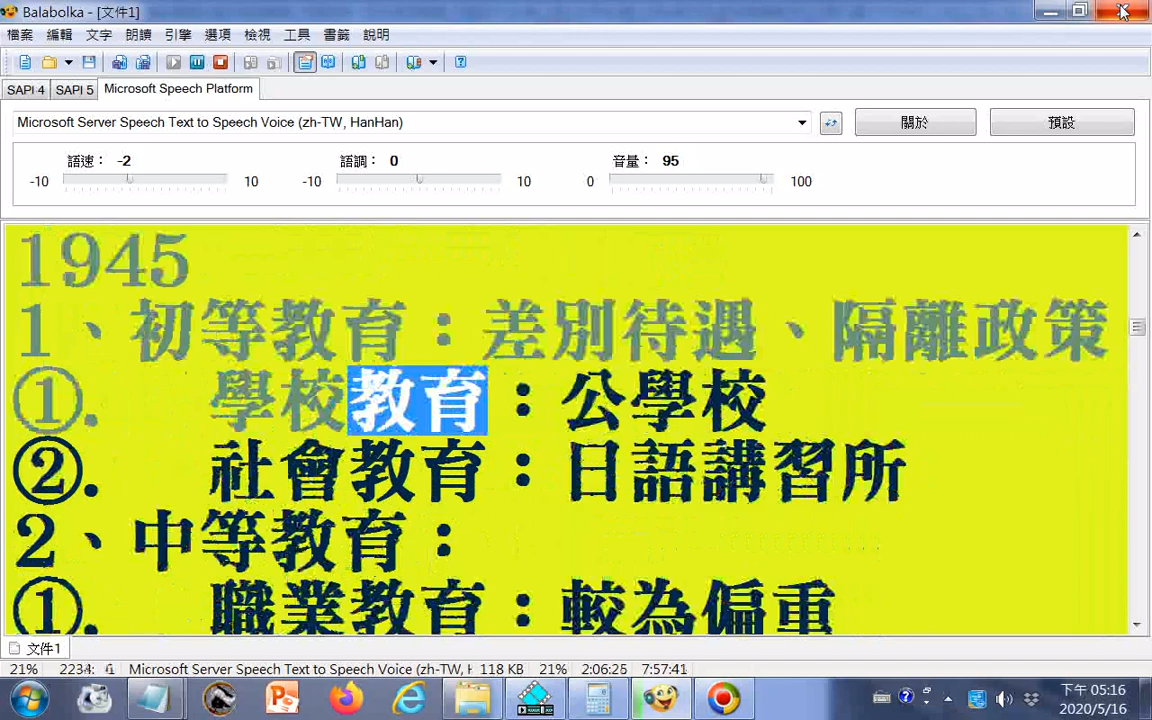 Balabolka - [文件1]
檔案 編輯 文字 朗讀 引擎 選項 檢視 工具 書籤 說明
SAPI 4 SAPI 5 Microsoft Speech Platform
Microsoft Server Speech Text to Speech Voice (zh-TW, HanHan) 關於 預設
語速： -2 語調： 0 音量： 95
-10 10 -10 10 0 100
1945
1、初等教育：差別待遇、隔離政策
①. 學校教育：公學校
②. 社會教育：日語講習所
2、中等教育：
①. 職業教育：較為偏重
文件1
21% 2234: Microsoft Server Speech Text to Speech Voice (zh-TW, 118 KB 21% 2:06:25 7:57:41
下午 05:16
2020/5/16